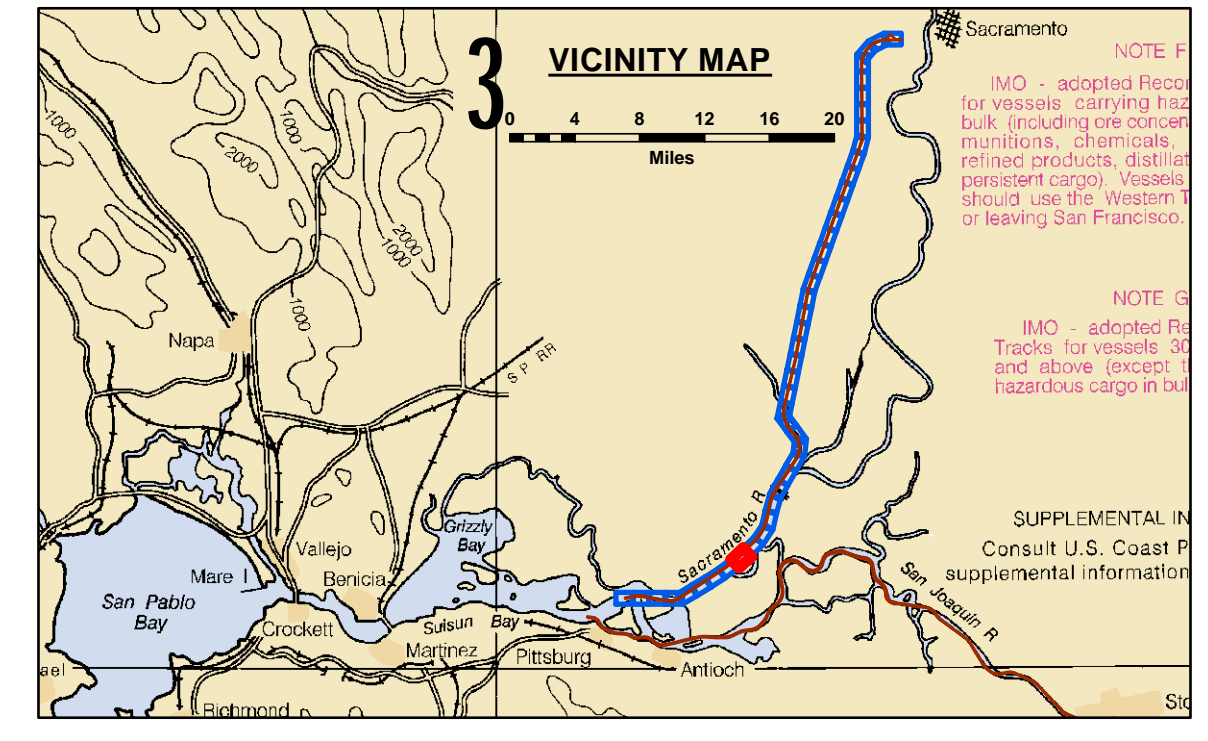 3
VICINITY MAP
0 4 8 12 16 20
Miles
Sacramento
NOTE F
IMO - adopted Recor
for vessels carrying haz
bulk (including ore concen
munitions, chemicals,
refined products, distillat
persistent cargo). Vessels
should use the Western T
or leaving San Francisco.
1000
1000
2000
2000
1000
1000
NOTE G
IMO - adopted Re
Tracks for vessels 30
and above (except t
hazardous cargo in bul
Napa
S P RR
Sacramento R
Grizzly
Bay
SUPPLEMENTAL IN
Consult U.S. Coast P
supplemental information
Vallejo
Mare I
Benicia
San Pablo
Bay
San Joaquin R
Crockett
Suisun Bay
Martinez
Pittsburg
Antioch
ael
Richmond
Sto